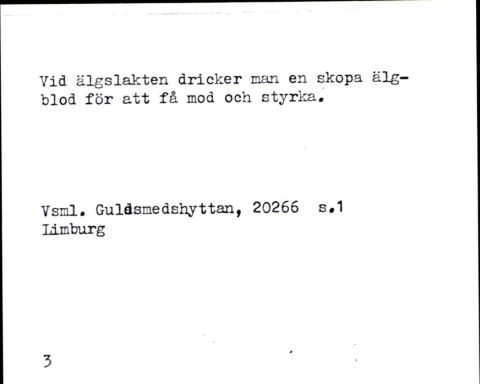 Vid älgslakten dricker man en skopa älg-
blod för att få mod och styrka.
Vsml. Guldsmedshyttan, 20266 s.1
Limburg
3